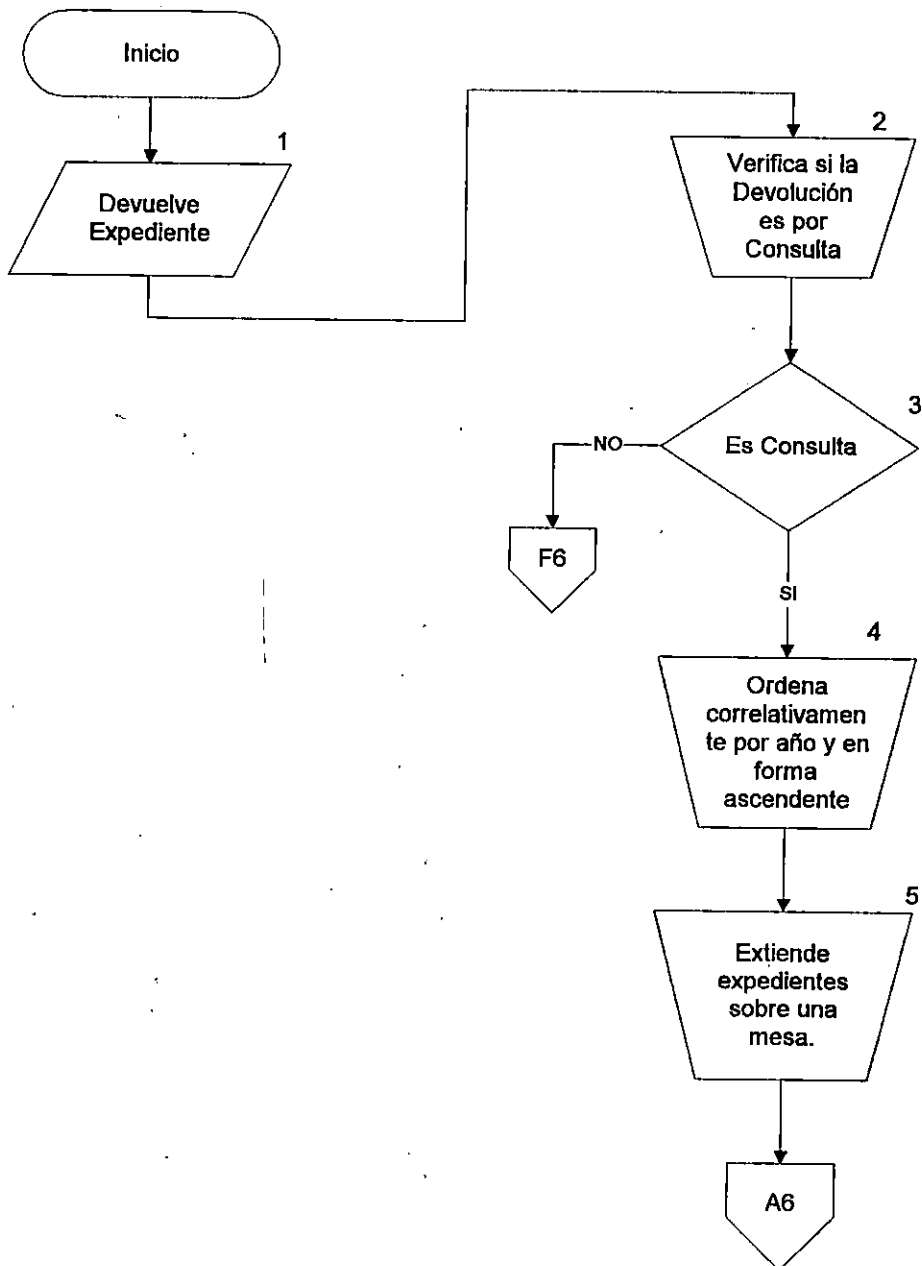 Inicio
1
Devuelve
Expediente
2
Verifica si la
Devolución
es por
Consulta
3
Es Consulta
NO
F6
SI
4
Ordena
correlativamen
te por año y en
forma
ascendente
5
Extiende
expedientes
sobre una
mesa.
A6